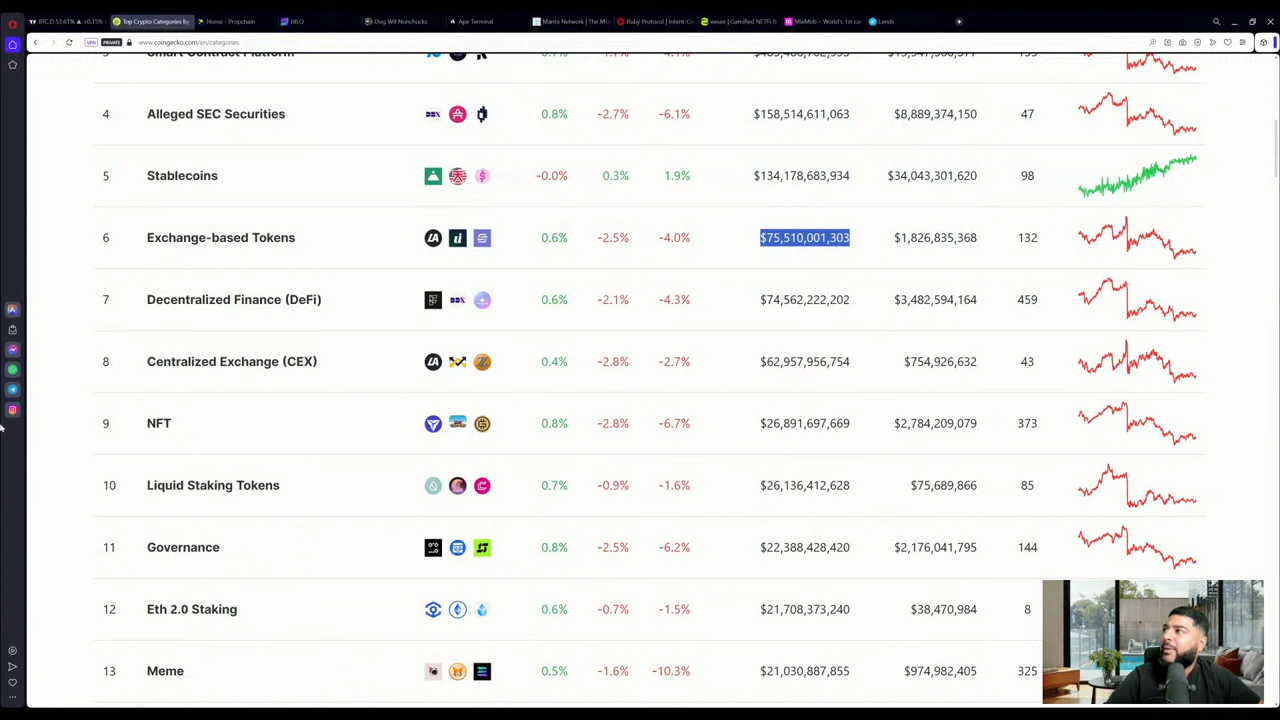 BTC.D 53.61% ▲ +0.15%
Top Crypto Categories by
Home - Propchain
HILO
Dog Wif Nunchucks
Ape Terminal
Manta Network | The Mo
Ruby Protocol | Intent-Co
eesee | Gamified NFTFi
MixMob – World's 1st ca
Lends
VPN PRIVATE www.coingecko.com/en/categories
4 Alleged SEC Securities 0.8% -2.7% -6.1% $158,514,611,063 $8,889,374,150 47
5 Stablecoins -0.0% 0.3% 1.9% $134,178,683,934 $34,043,301,620 98
6 Exchange-based Tokens 0.6% -2.5% -4.0% $75,510,001,303 $1,826,835,368 132
7 Decentralized Finance (DeFi) 0.6% -2.1% -4.3% $74,562,222,202 $3,482,594,164 459
8 Centralized Exchange (CEX) 0.4% -2.8% -2.7% $62,957,956,754 $754,926,632 43
9 NFT 0.8% -2.8% -6.7% $26,891,697,669 $2,784,209,079 373
10 Liquid Staking Tokens 0.7% -0.9% -1.6% $26,136,412,628 $75,689,866 85
11 Governance 0.8% -2.5% -6.2% $22,388,428,420 $2,176,041,795 144
12 Eth 2.0 Staking 0.6% -0.7% -1.5% $21,708,373,240 $38,470,984 8
13 Meme 0.5% -1.6% -10.3% $21,030,887,855 $974,982,405 325